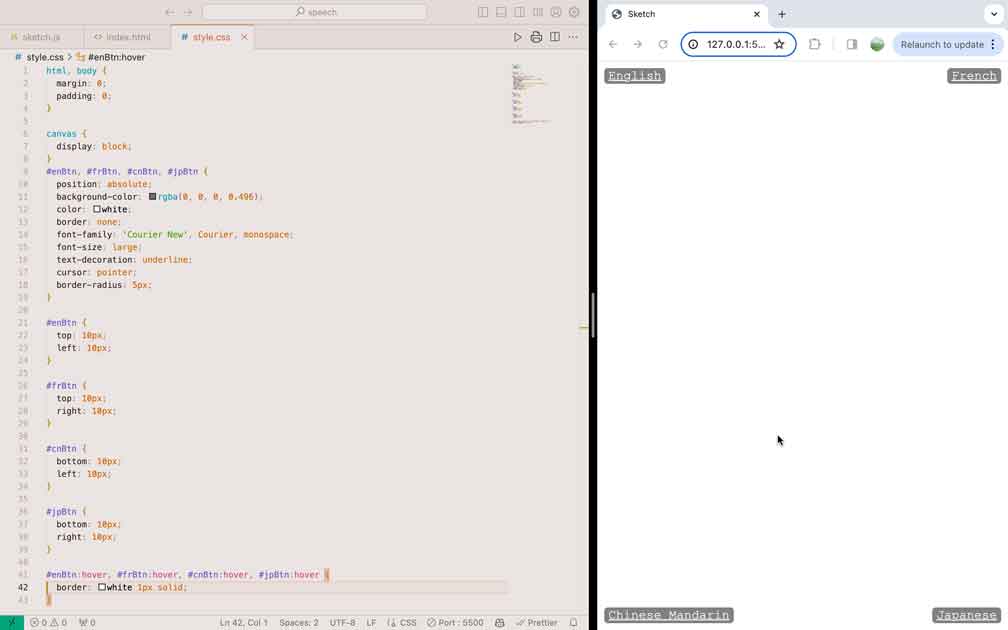 speech
sketch.js
<> index.html
# style.css ×
# style.css > #enBtn:hover
1 html, body {
2 margin: 0;
3 padding: 0;
4 }
5
6 canvas {
7 display: block;
8 }
9 #enBtn, #frBtn, #cnBtn, #jpBtn {
10 position: absolute;
11 background-color: rgba(0, 0, 0, 0.496);
12 color: white;
13 border: none;
14 font-family: 'Courier New', Courier, monospace;
15 font-size: large;
16 text-decoration: underline;
17 cursor: pointer;
18 border-radius: 5px;
19 }
20
21 #enBtn {
22 top: 10px;
23 left: 10px;
24 }
25
26 #frBtn {
27 top: 10px;
28 right: 10px;
29 }
30
31 #cnBtn {
32 bottom: 10px;
33 left: 10px;
34 }
35
36 #jpBtn {
37 bottom: 10px;
38 right: 10px;
39 }
40
41 #enBtn:hover, #frBtn:hover, #cnBtn:hover, #jpBtn:hover {
42 border: white 1px solid;
43 }
0 0 0
Ln 42, Col 1
Spaces: 2
UTF-8
LF
{ CSS
Port : 5500
Prettier
Sketch
127.0.0.1:5...
Relaunch to update
English
French
Chinese Mandarin
Japanese